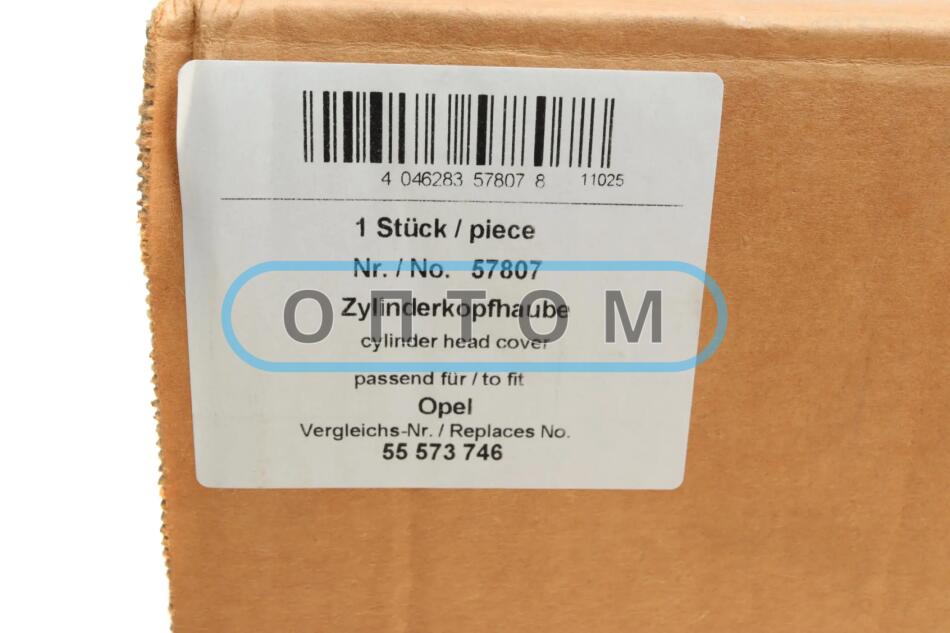 4 046283 57807 8 11025
1 Stück / piece
Nr. / No. 57807
Zylinderkopfhaube
ОПТОМ
cylinder head cover
passend für / to fit
Opel
Vergleichs-Nr. / Replaces No.
55 573 746